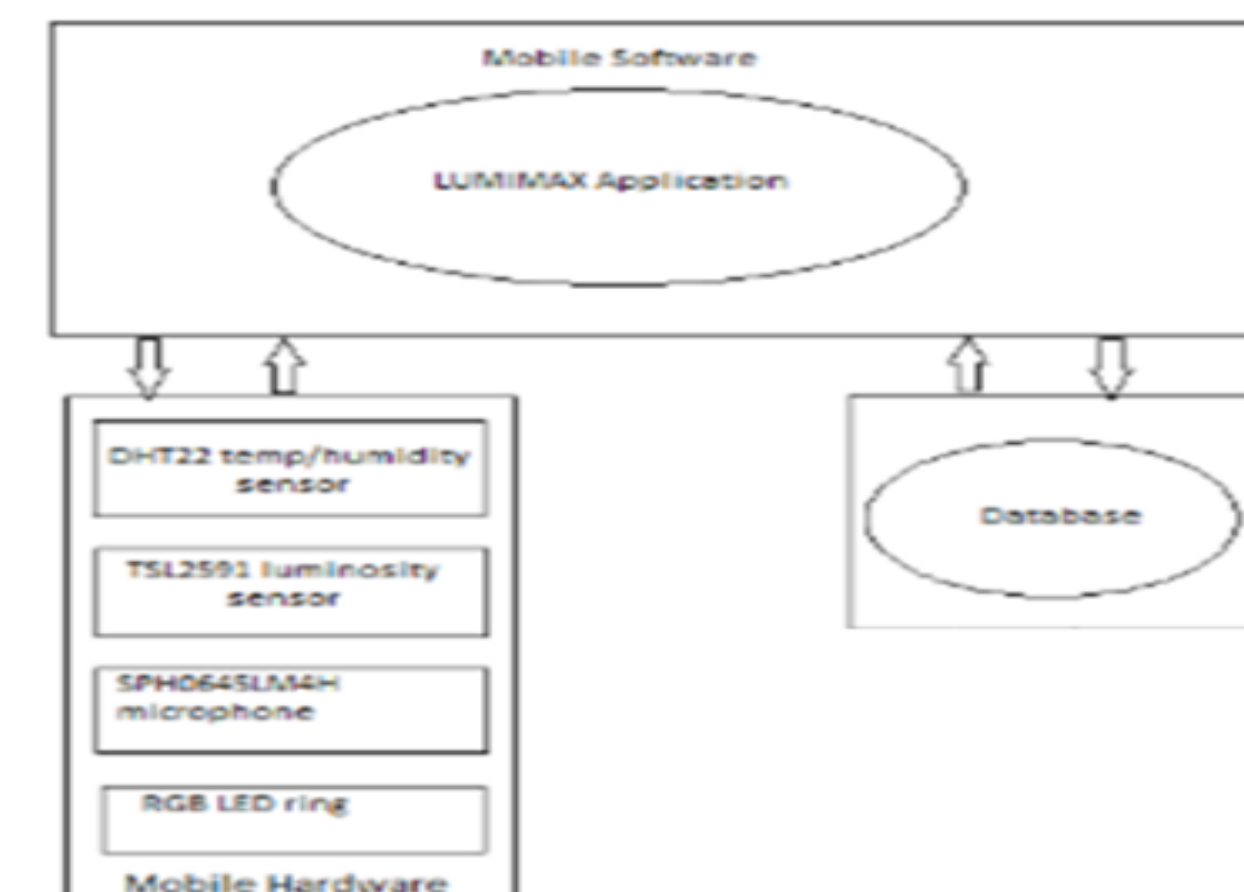 Mobile Software
LUMIMAX Application
DHT22 temp/humidity
sensor
TSL2591 luminosity
sensor
SPH0645LM4H
microphone
RGB LED ring
Mobile Hardware
Database